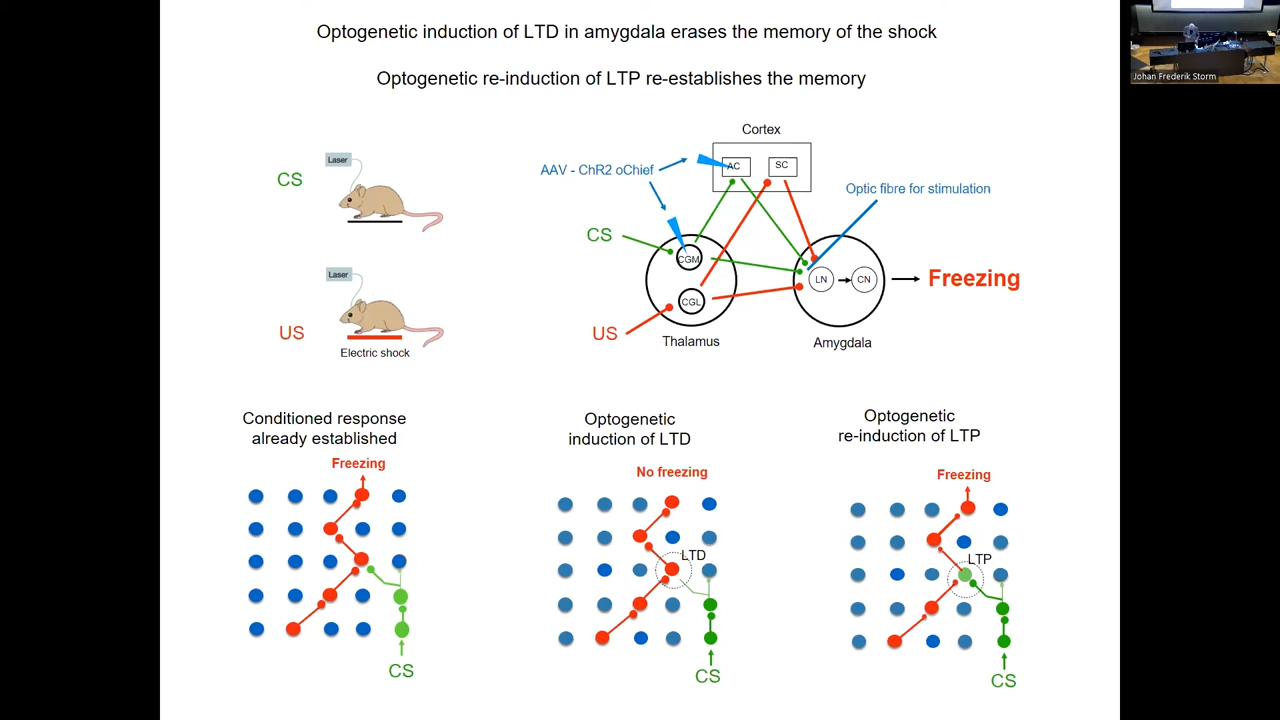 Optogenetic induction of LTD in amygdala erases the memory of the shock
Optogenetic re-induction of LTP re-establishes the memory
Johan Frederik Storm
CS
Laser
US
Laser
Electric shock
Cortex
AC
SC
AAV - ChR2 oChief
Optic fibre for stimulation
CS
CGM
CGL
US
Thalamus
LN
CN
Amygdala
Freezing
Conditioned response
already established
Freezing
CS
Optogenetic
induction of LTD
No freezing
LTD
CS
Optogenetic
re-induction of LTP
Freezing
LTP
CS